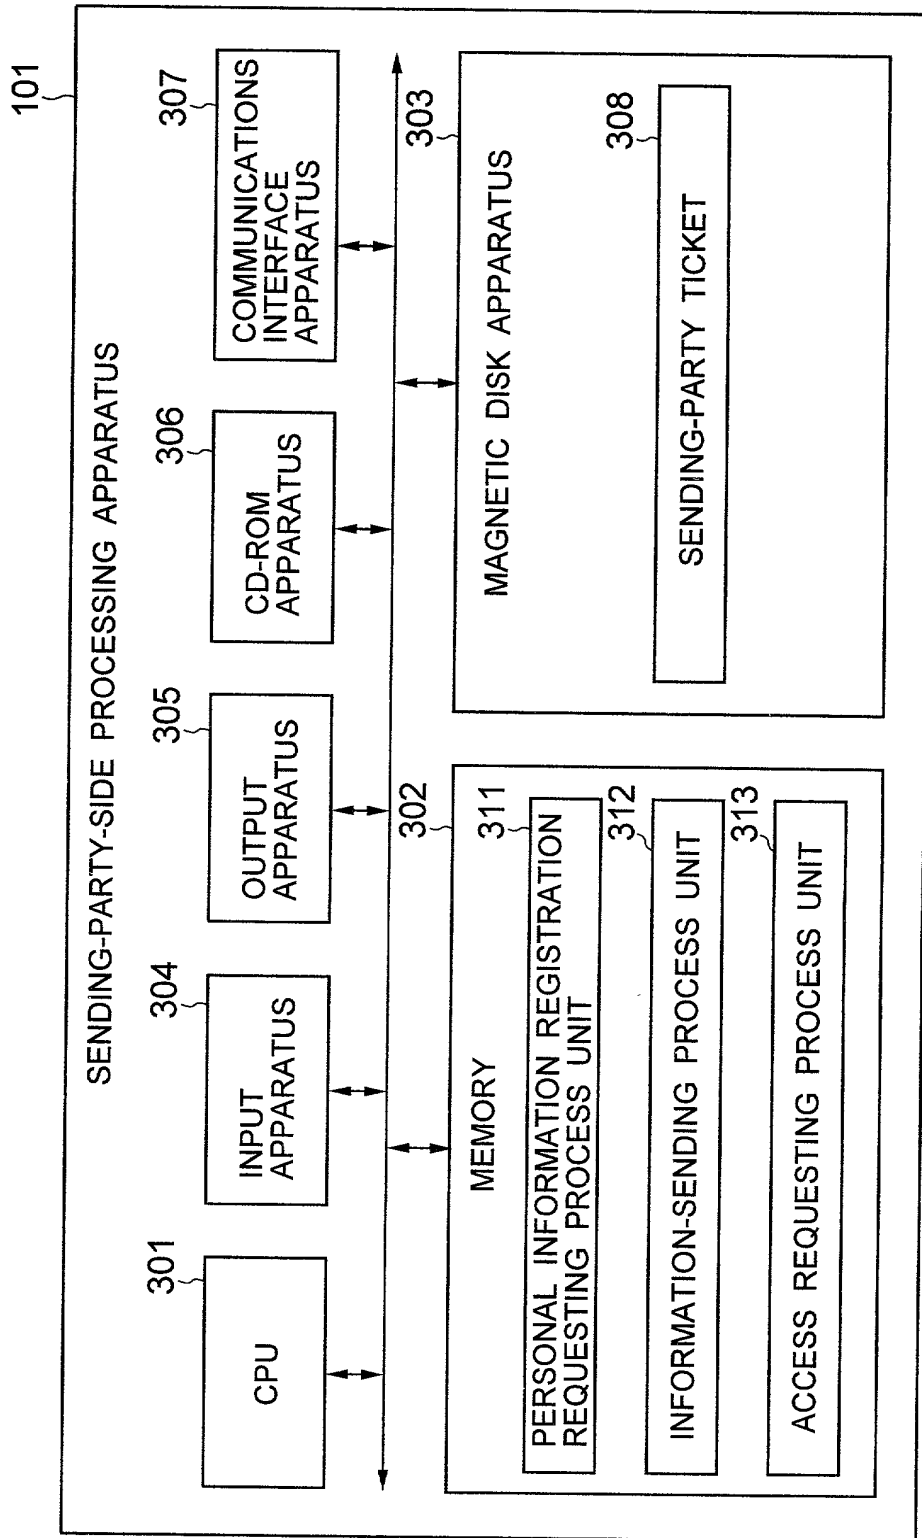 101
SENDING-PARTY-SIDE PROCESSING APPARATUS
301
CPU
304
INPUT
APPARATUS
305
OUTPUT
APPARATUS
306
CD-ROM
APPARATUS
307
COMMUNICATIONS
INTERFACE
APPARATUS
302
MEMORY
311
PERSONAL INFORMATION REGISTRATION
REQUESTING PROCESS UNIT
312
INFORMATION-SENDING PROCESS UNIT
313
ACCESS REQUESTING PROCESS UNIT
303
MAGNETIC DISK APPARATUS
308
SENDING-PARTY TICKET